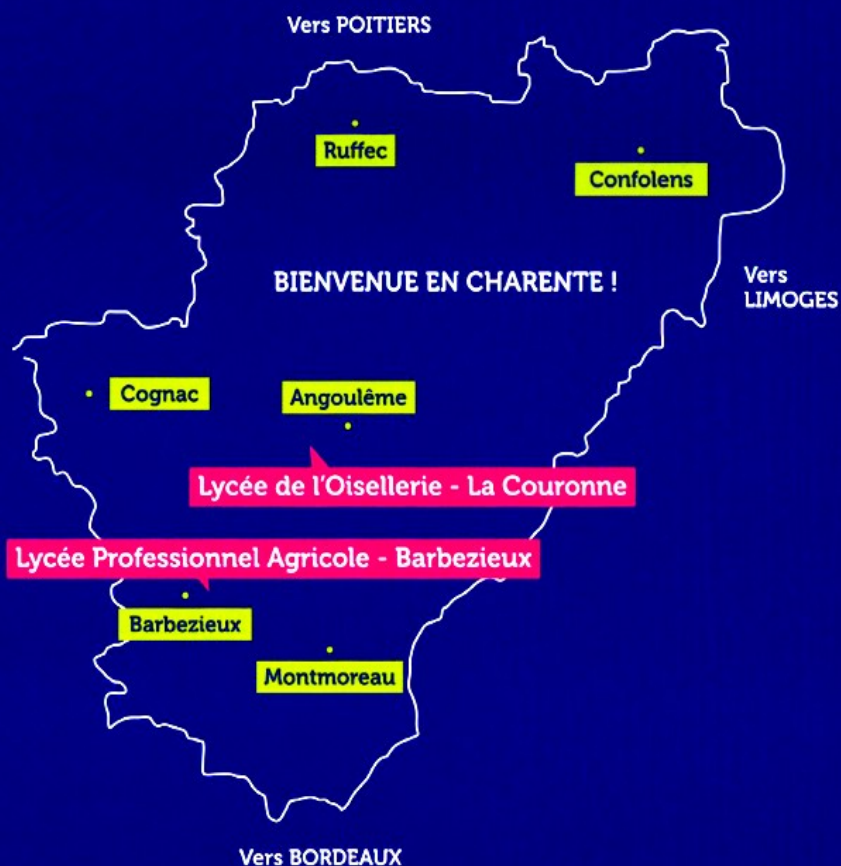 Vers POITIERS
Ruffec
Confolens
BIENVENUE EN CHARENTE !
Vers
LIMOGES
Cognac
Angoulême
Lycée de l'Oisellerie - La Couronne
Lycée Professionnel Agricole - Barbezieux
Barbezieux
Montmoreau
Vers BORDEAUX